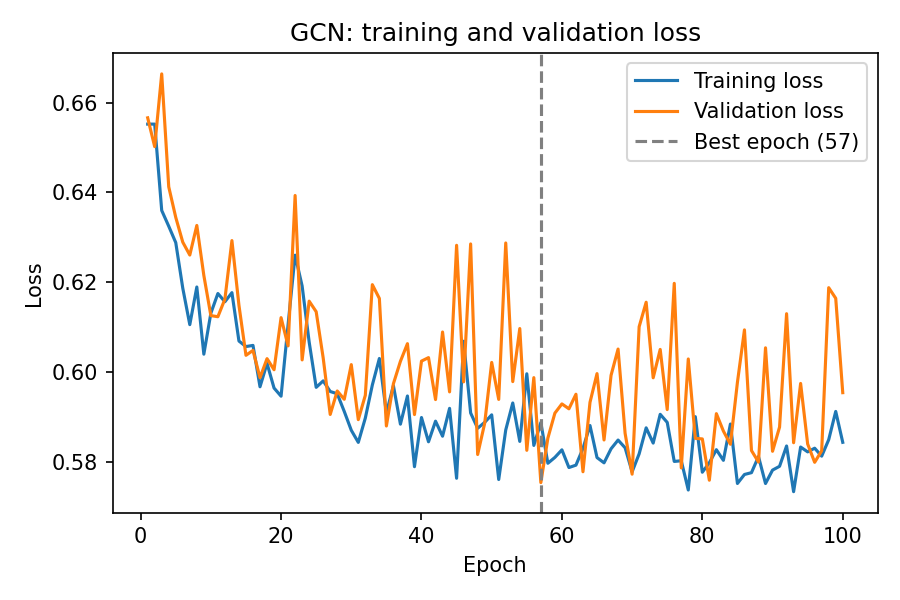 GCN: training and validation loss
Training loss
Validation loss
Best epoch (57)
0.66
0.64
0.62
0.60
0.58
Loss
0 20 40 60 80 100
Epoch